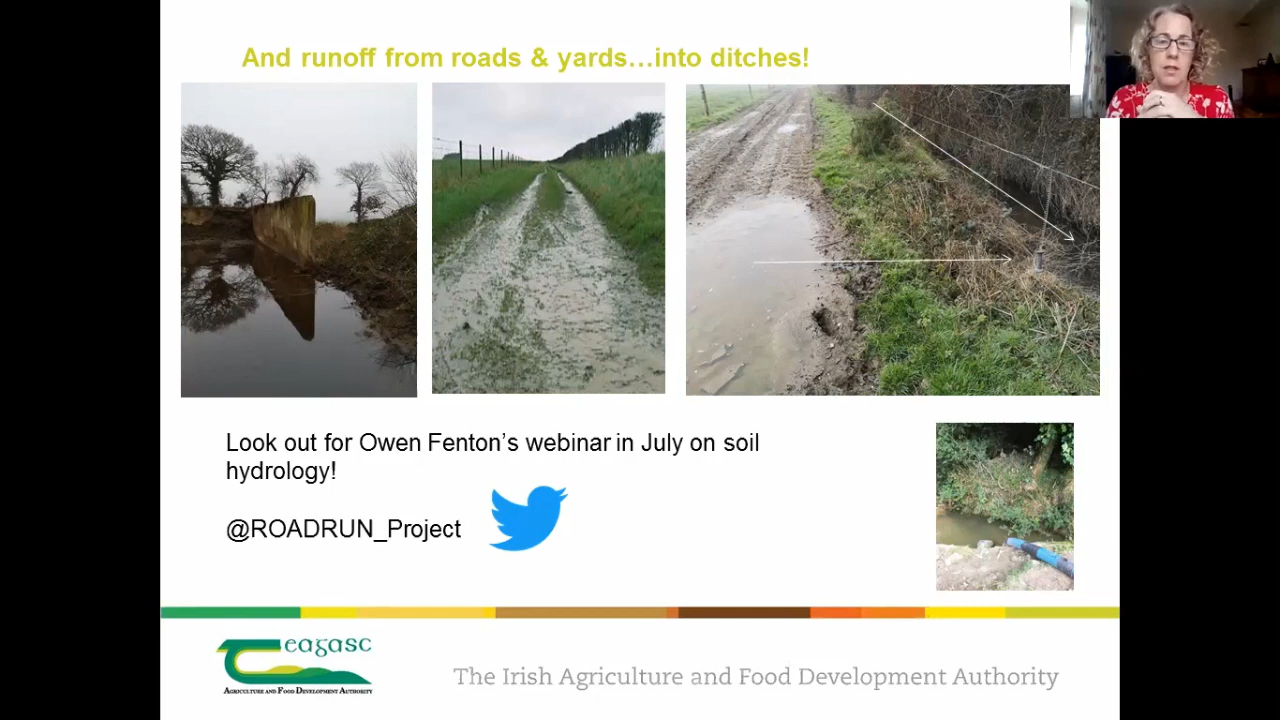 And runoff from roads & yards…into ditches!
Look out for Owen Fenton’s webinar in July on soil
hydrology!
@ROADRUN_Project
eagasc
Agriculture and Food Development Authority
The Irish Agriculture and Food Development Authority